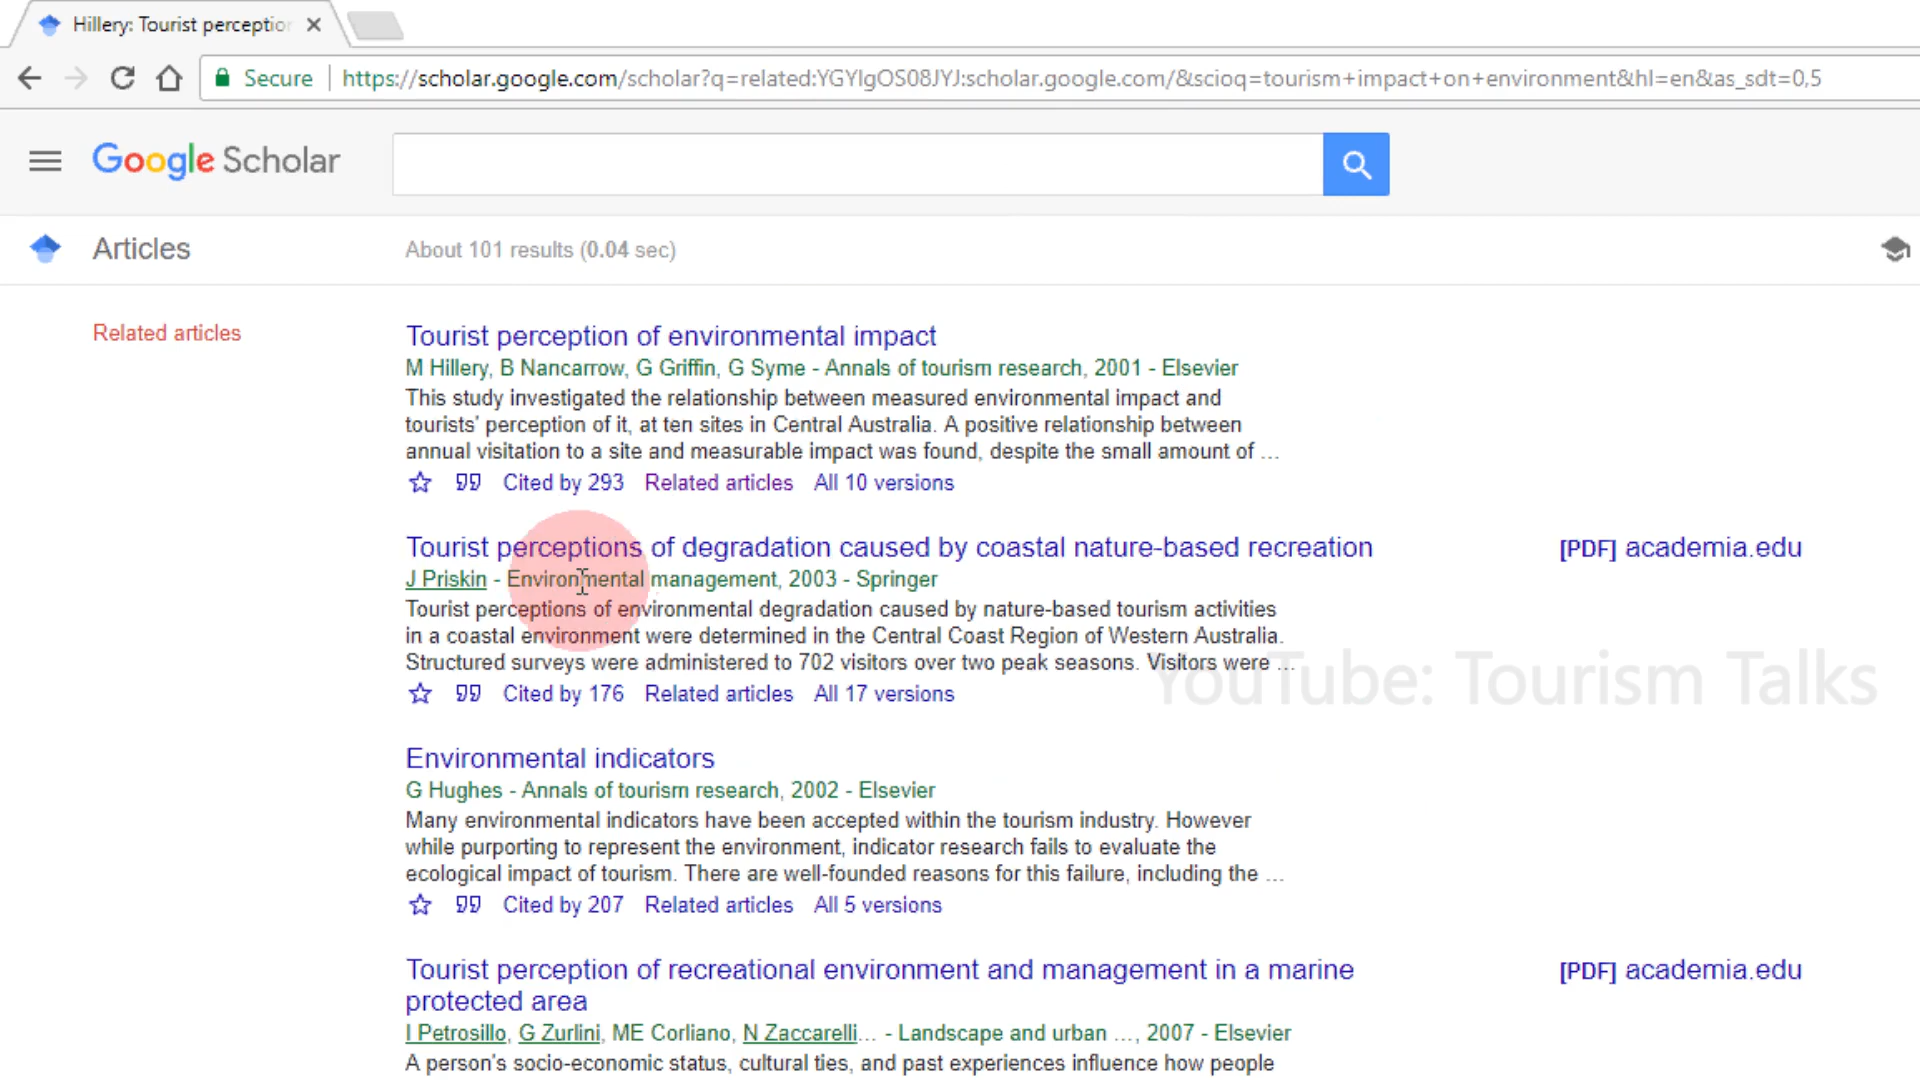 Hillery: Tourist perception
Secure https://scholar.google.com/scholar?q=related:YGYlgOS08JYJ:scholar.google.com/&scioq=tourism+impact+on+environment&hl=en&as_sdt=0,5
Google Scholar
Articles About 101 results (0.04 sec)
Related articles
Tourist perception of environmental impact
M Hillery, B Nancarrow, G Griffin, G Syme - Annals of tourism research, 2001 - Elsevier
This study investigated the relationship between measured environmental impact and
tourists' perception of it, at ten sites in Central Australia. A positive relationship between
annual visitation to a site and measurable impact was found, despite the small amount of ...
Cited by 293 Related articles All 10 versions
Tourist perceptions of degradation caused by coastal nature-based recreation [PDF] academia.edu
J Priskin - Environmental management, 2003 - Springer
Tourist perceptions of environmental degradation caused by nature-based tourism activities
in a coastal environment were determined in the Central Coast Region of Western Australia.
Structured surveys were administered to 702 visitors over two peak seasons. Visitors were ...
YouTube: Tourism Talks
Cited by 176 Related articles All 17 versions
Environmental indicators
G Hughes - Annals of tourism research, 2002 - Elsevier
Many environmental indicators have been accepted within the tourism industry. However
while purporting to represent the environment, indicator research fails to evaluate the
ecological impact of tourism. There are well-founded reasons for this failure, including the ...
Cited by 207 Related articles All 5 versions
Tourist perception of recreational environment and management in a marine [PDF] academia.edu
protected area
I Petrosillo, G Zurlini, ME Corliano, N Zaccarelli... - Landscape and urban ..., 2007 - Elsevier
A person's socio-economic status, cultural ties, and past experiences influence how people